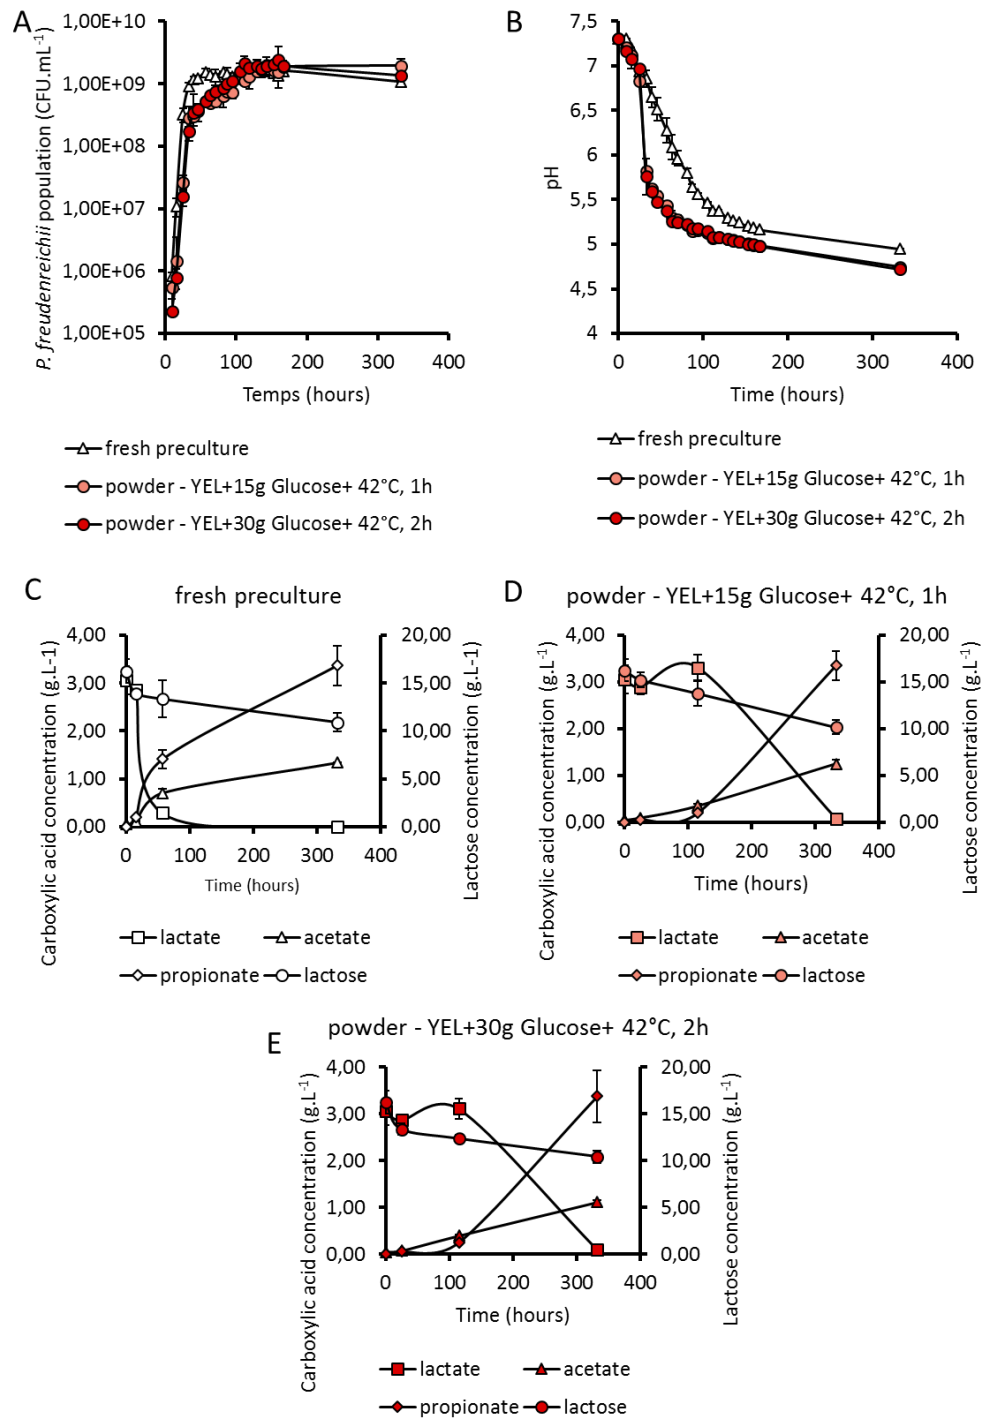 A
P. freudenreichii population (CFU.mL-1)
1,00E+10
1,00E+09
1,00E+08
1,00E+07
1,00E+06
1,00E+05
0 100 200 300 400
Temps (hours)
fresh preculture
powder - YEL+15g Glucose+ 42°C, 1h
powder - YEL+30g Glucose+ 42°C, 2h
B
pH
7,5
7
6,5
6
5,5
5
4,5
4
0 100 200 300 400
Time (hours)
fresh preculture
powder - YEL+15g Glucose+ 42°C, 1h
powder - YEL+30g Glucose+ 42°C, 2h
C
fresh preculture
Carboxylic acid concentration (g.L-1)
4,00
3,00
2,00
1,00
0,00
20,00
15,00
10,00
5,00
0,00
Lactose concentration (g.L-1)
0 100 200 300 400
Time (hours)
lactate acetate
propionate lactose
D
powder - YEL+15g Glucose+ 42°C, 1h
Carboxylic acid concentration (g.L-1)
4,00
3,00
2,00
1,00
0,00
20,00
15,00
10,00
5,00
0,00
Lactose concentration (g.L-1)
0 100 200 300 400
Time (hours)
lactate acetate
propionate lactose
E
powder - YEL+30g Glucose+ 42°C, 2h
Carboxylic acid concentration (g.L-1)
4,00
3,00
2,00
1,00
0,00
20,00
15,00
10,00
5,00
0,00
Lactose concentration (g.L-1)
0 100 200 300 400
Time (hours)
lactate acetate
propionate lactose